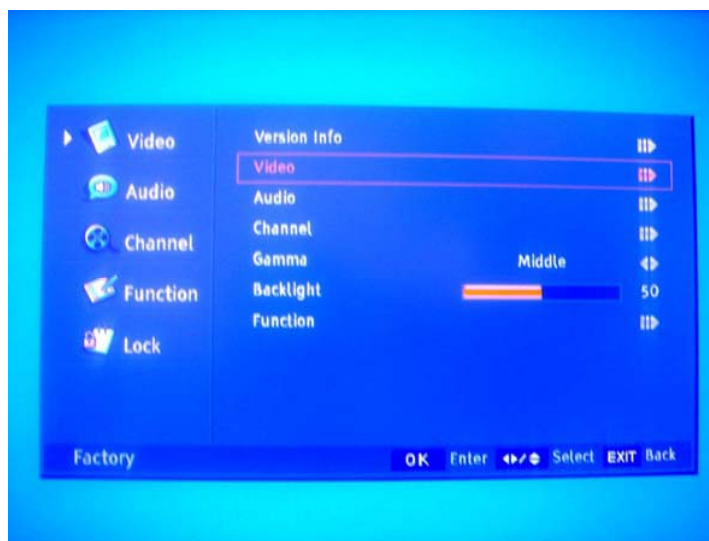 Video
Audio
Channel
Function
Lock
Version Info
Video
Audio
Channel
Gamma Middle
Backlight 50
Function
Factory OK Enter Select EXIT Back